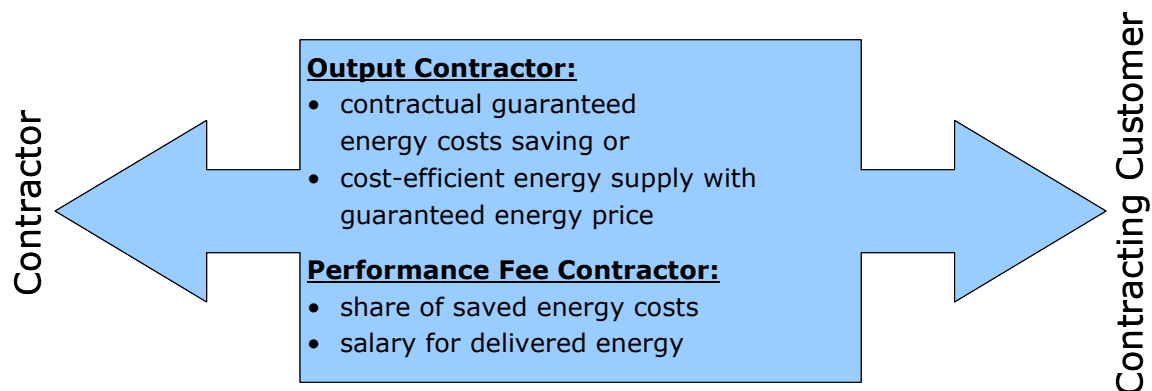 Contractor
Output Contractor:
• contractual guaranteed
energy costs saving or
• cost-efficient energy supply with
guaranteed energy price
Performance Fee Contractor:
• share of saved energy costs
• salary for delivered energy
Contracting Customer